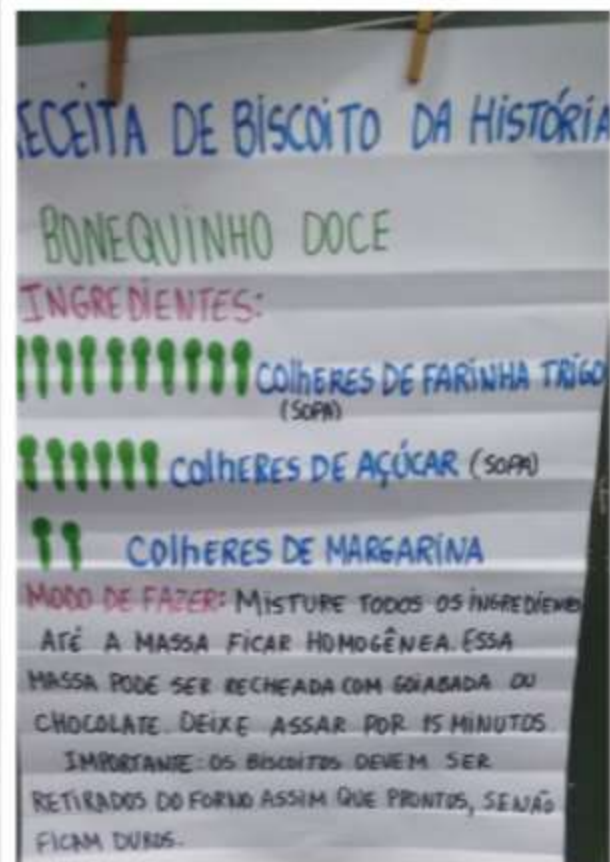 ECEITA DE BISCOITO DA HISTÓRIA
BONEQUINHO DOCE
INGREDIENTES:
COlhERES DE FARINHA TRIGO
(SOPA)
COlhERES DE AÇÚCAR (SOPA)
COlhERES DE MARGARINA
MODO DE FAZER: MISTURE TODOS OS INGREDIENES
ATÉ A MASSA FICAR HOMOGÊNEA. ESSA
MASSA PODE SER RECHEADA COM GOIABADA OU
CHOCOLATE. DEIXE ASSAR POR 15 MINUTOS.
IMPORTANTE: OS BISCOITOS DEVEM SER
RETIRADOS DO FORNO ASSIM QUE PRONTOS, SENÃO
FICAM DUROS.